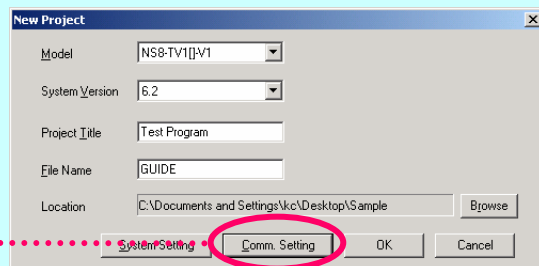 New Project
Model NS8-TV1[]-V1
System Version 6.2
Project Title Test Program
File Name GUIDE
Location C:\Documents and Settings\kc\Desktop\Sample Browse
System Setting Comm. Setting OK Cancel